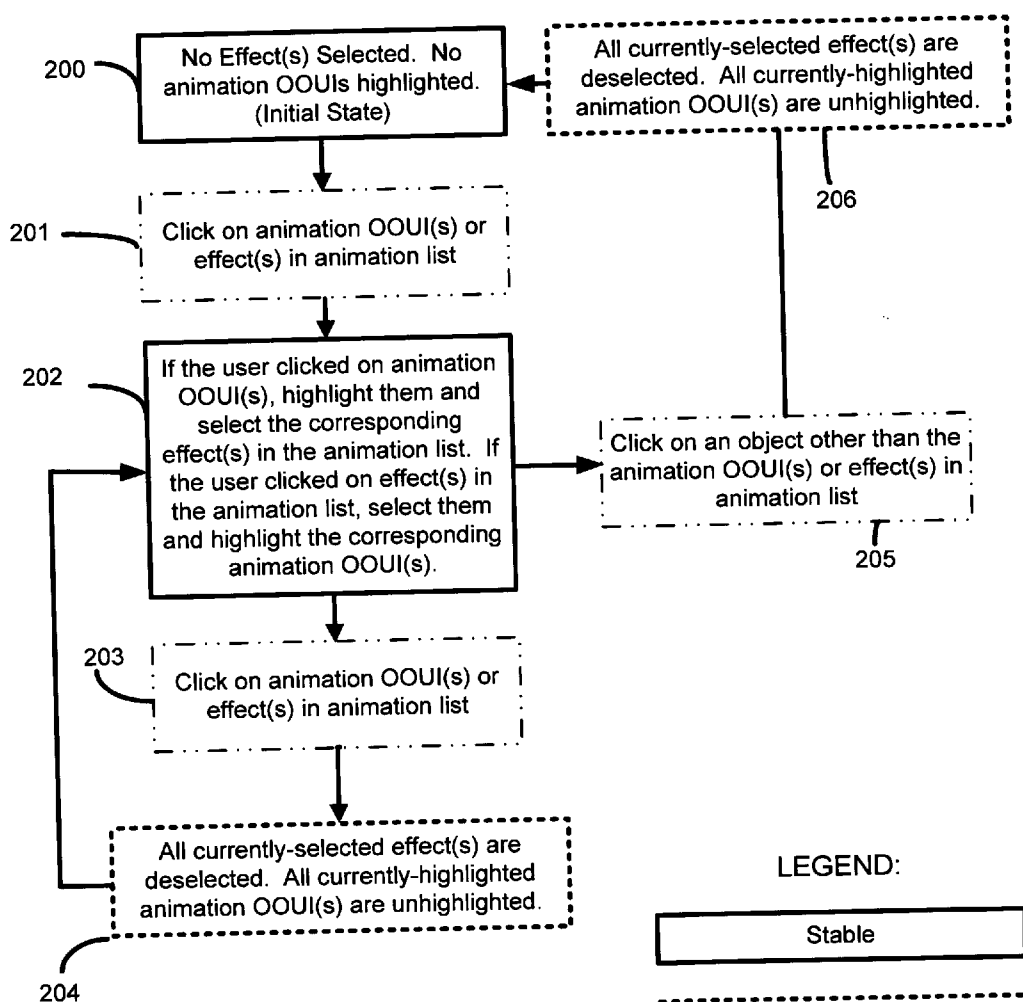 200
No Effect(s) Selected. No
animation OOUIs highlighted.
(Initial State)
All currently-selected effect(s) are
deselected. All currently-highlighted
animation OOUI(s) are unhighlighted.
206
201
Click on animation OOUI(s) or
effect(s) in animation list
202
If the user clicked on animation
OOUI(s), highlight them and
select the corresponding
effect(s) in the animation list. If
the user clicked on effect(s) in
the animation list, select them
and highlight the corresponding
animation OOUI(s).
Click on an object other than the
animation OOUI(s) or effect(s) in
animation list
205
203
Click on animation OOUI(s) or
effect(s) in animation list
All currently-selected effect(s) are
deselected. All currently-highlighted
animation OOUI(s) are unhighlighted.
204
LEGEND:
Stable